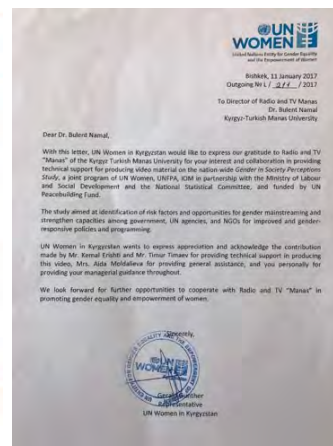 UN
WOMEN
United Nations Entity for Gender Equality
and the Empowerment of Women
Bishkek, 11 January 2017
Outgoing № L / / 2017
To Director of Radio and TV "Manas"
Dr. Bulent Namal,
Kyrgyz-Turkish Manas University
Dear Dr. Bulent Namal,
With this letter, UN Women in Kyrgyzstan would like to express our gratitude to Radio and TV
"Manas" of the Kyrgyz Turkish Manas University for your interest and collaboration in providing
technical support for producing video material on the nation-wide Gender in Society Perceptions
Study, a joint program of UN Women, UNFPA, IOM in partnership with the Ministry of Labour
and Social Development and the National Statistical Committee, and funded by UN
Peacebuilding Fund.
The study aimed at identification of risk factors and opportunities for gender mainstreaming and
strengthen capacities among government, UN agencies, and NGOs for improved and gender-
responsive policies and programming.
UN Women in Kyrgyzstan wants to express appreciation and acknowledge the contribution
made by Mr. Kemal Erishti and Mr. Timur Timaev for providing technical support in producing
this video, Mrs. Aida Moldalieva for providing general assistance, and you personally for
providing your managerial guidance throughout.
We look forward for further opportunities to cooperate with Radio and TV "Manas" in
promoting gender equality and empowerment of women.
Sincerely,
UN
WOMEN
Representative
UN Women in Kyrgyzstan